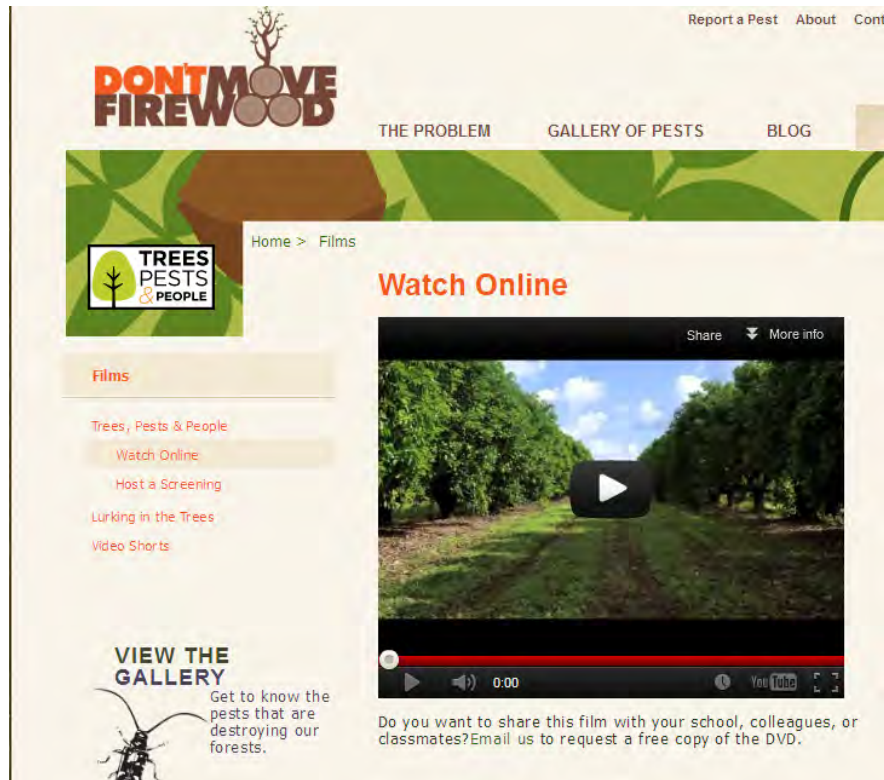 Report a Pest About Cont
DON'T MOVE
FIREWOOD
THE PROBLEM GALLERY OF PESTS BLOG
TREES
PESTS
& PEOPLE
Home > Films
Watch Online
Share More info
Films
Trees, Pests & People
Watch Online
Host a Screening
Lurking in the Trees
Video Shorts
0:00 YouTube
VIEW THE
GALLERY
Get to know the
pests that are
destroying our
forests.
Do you want to share this film with your school, colleagues, or
classmates?Email us to request a free copy of the DVD.